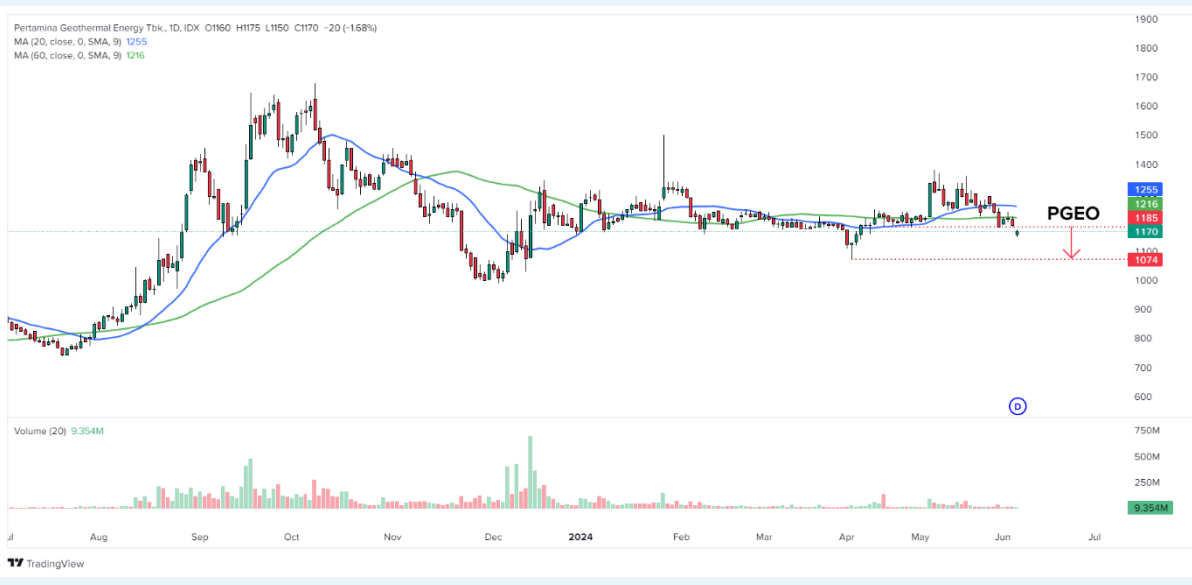 Pertamina Geothermal Energy Tbk., 1D, IDX O1160 H1175 L1150 C1170 −20 (−1.68%)
MA (20, close, 0, SMA, 9) 1255
MA (60, close, 0, SMA, 9) 1216
1900
1800
1700
1600
1500
1400
1255
1216
PGEO
1185
1170
1100
1074
1000
900
800
700
600
D
Volume (20) 9.354M
750M
500M
250M
9.354M
Aug Sep Oct Nov Dec 2024 Feb Mar Apr May Jun Jul
TradingView